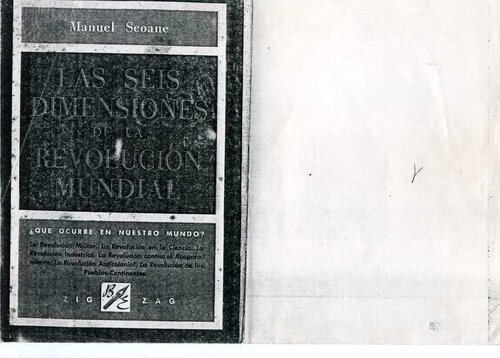 Manuel Seoane
LAS SEIS
DIMENSIONES
DE LA
REVOLUCION
MUNDIAL
¿QUE OCURRE EN NUESTRO MUNDO?
La Revolución Militar. La Revolución en la Ciencia. La
Revolución Industrial. La Revolución contra el Acapara-
miento. La Revolución Anticolonial. La Revolución de los
Pueblos-Continentes.
ZIG ZAG